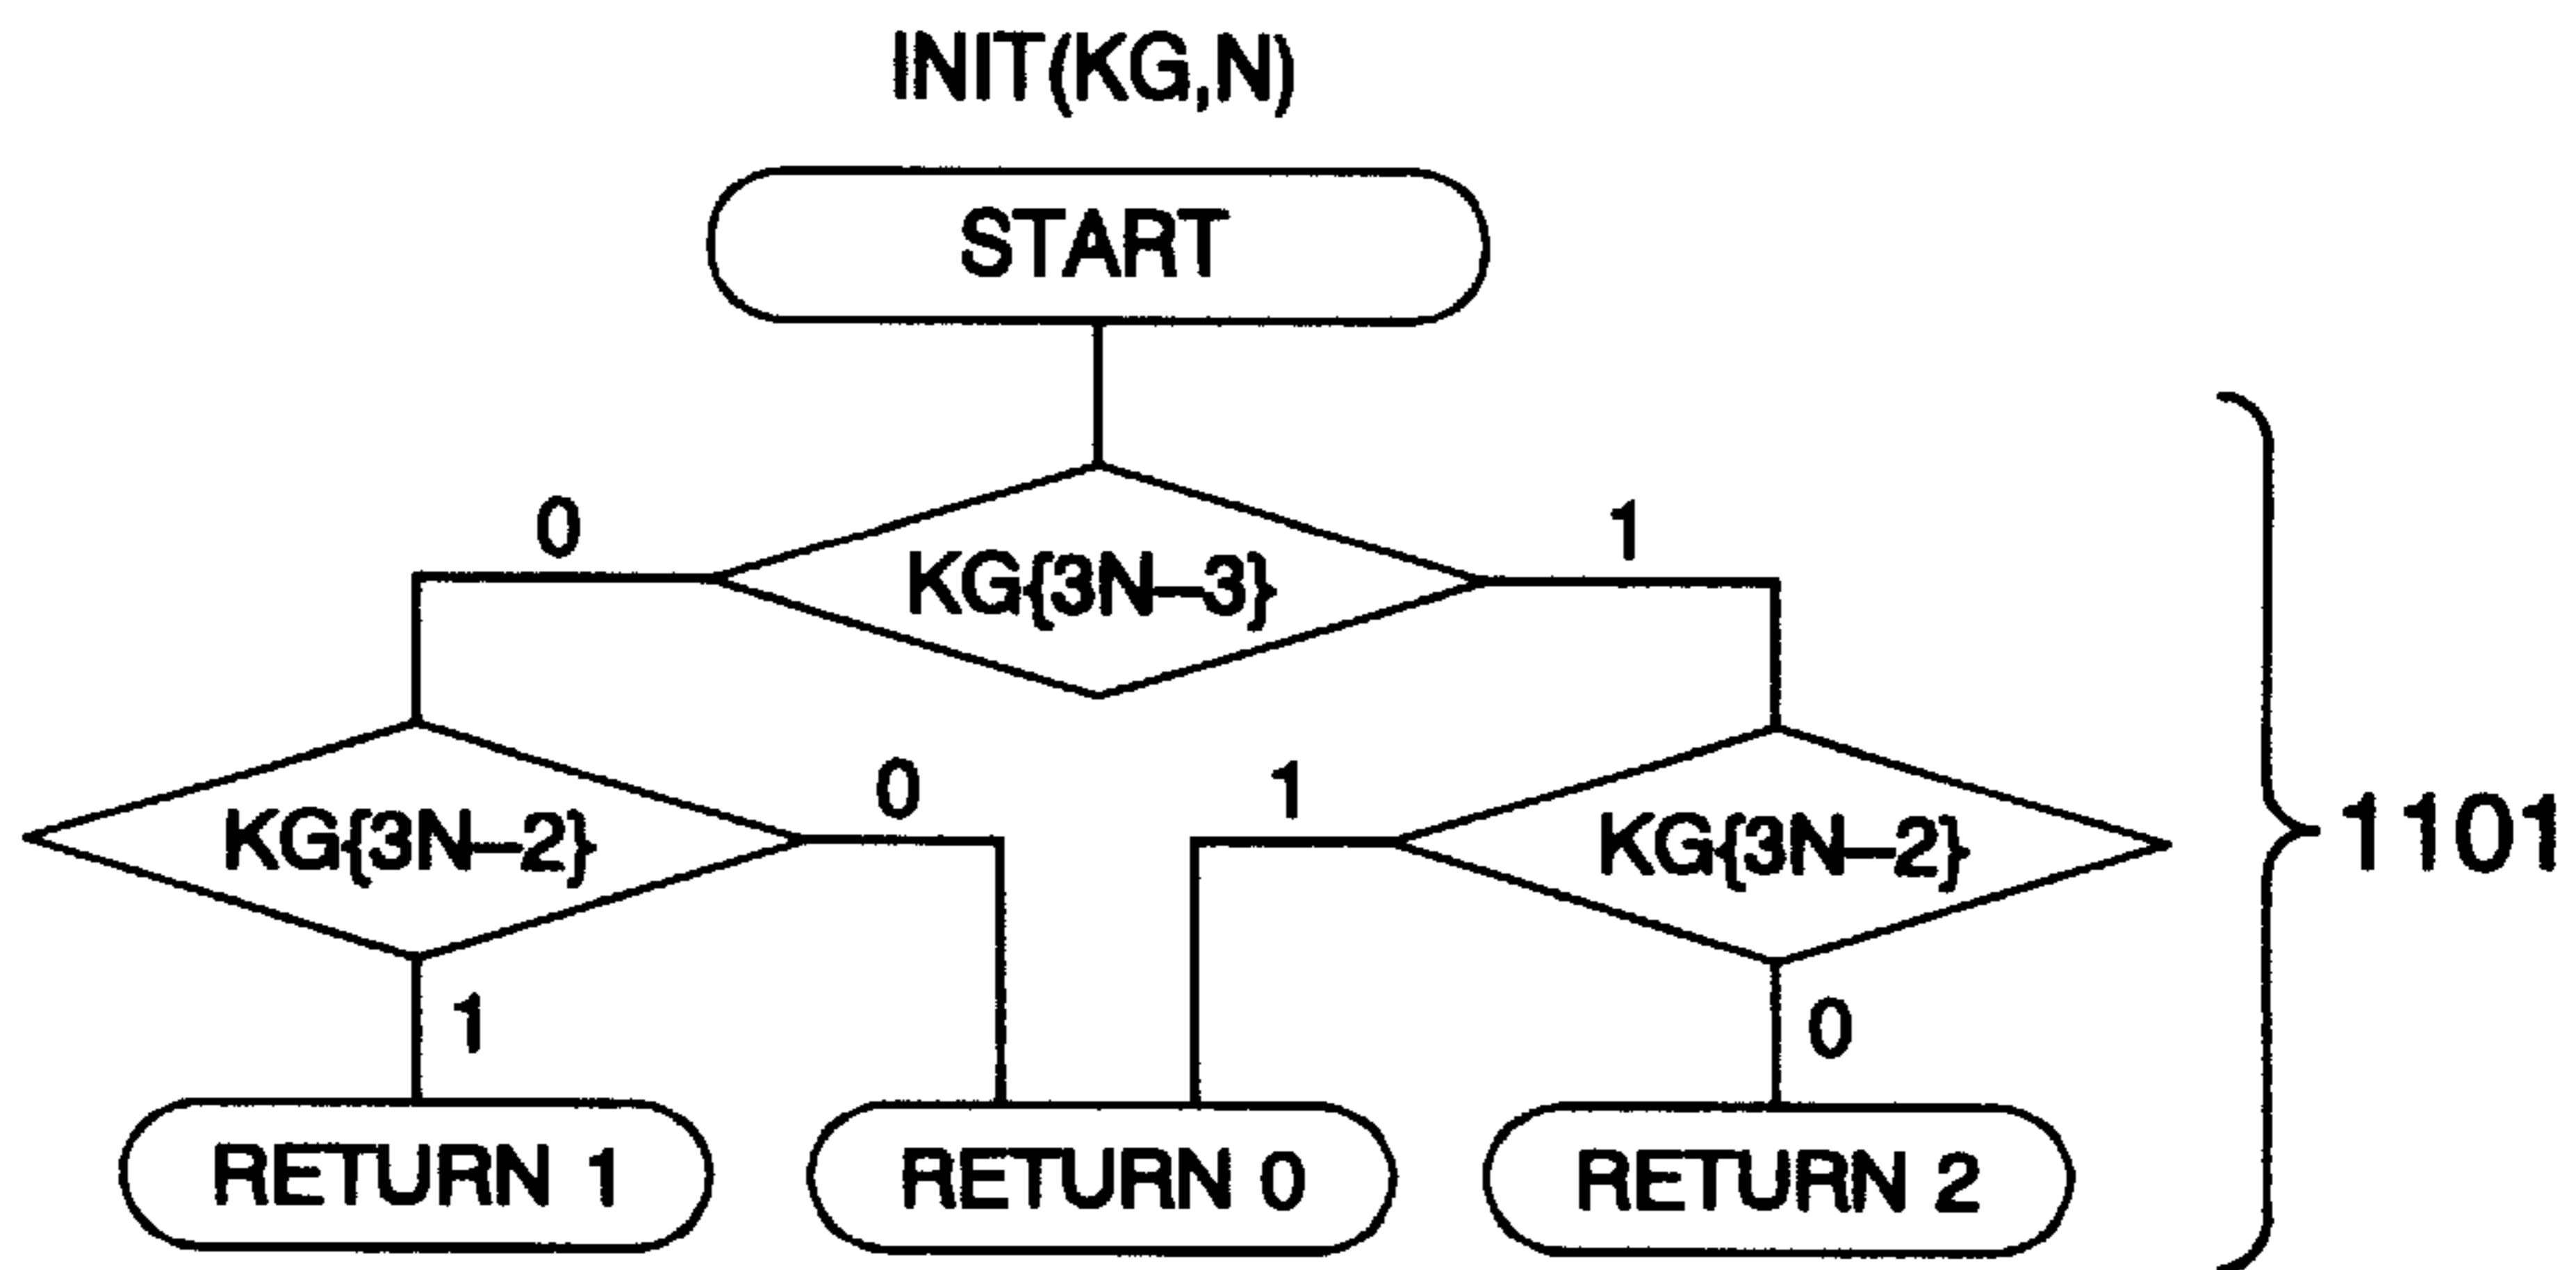 INIT(KG,N)
START
0
1
KG{3N–3}
0
1
KG{3N–2}
KG{3N–2}
1101
1
0
RETURN 1
RETURN 0
RETURN 2